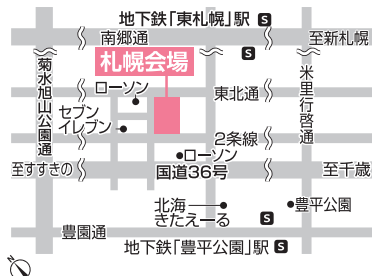 地下鉄「東札幌」駅 S
南郷通
至新札幌
S
札幌会場
菊水旭山公園通
ローソン
東北通
米里行啓通
セブン
イレブン
2条線
ローソン
至すすきの
国道36号
至千歳
北海
きたえーる
豊平公園
S
豊園通
地下鉄「豊平公園」駅 S